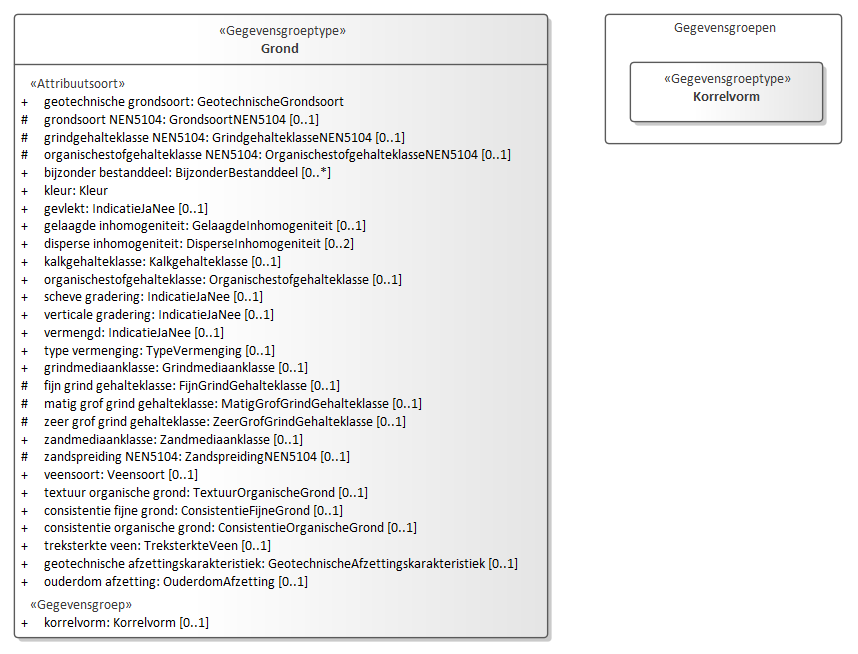 «Gegevensgroeptype»
Grond
«Attribuutsoort»
+ geotechnische grondsoort: GeotechnischeGrondsoort
# grondsoort NEN5104: GrondsoortNEN5104 [0..1]
# grindgehalteklasse NEN5104: GrindgehalteklasseNEN5104 [0..1]
# organischestofgehalteklasse NEN5104: OrganischestofgehalteklasseNEN5104 [0..1]
+ bijzonder bestanddeel: BijzonderBestanddeel [0..*]
+ kleur: Kleur
+ gevlekt: IndicatieJaNee [0..1]
+ gelaagde inhomogeniteit: GelaagdeInhomogeniteit [0..1]
+ disperse inhomogeniteit: DisperseInhomogeniteit [0..2]
+ kalkgehalteklasse: Kalkgehalteklasse [0..1]
+ organischestofgehalteklasse: Organischestofgehalteklasse [0..1]
+ scheve gradering: IndicatieJaNee [0..1]
+ verticale gradering: IndicatieJaNee [0..1]
+ vermengd: IndicatieJaNee [0..1]
+ type vermenging: TypeVermenging [0..1]
+ grindmediaanklasse: Grindmediaanklasse [0..1]
# fijn grind gehalteklasse: FijnGrindGehalteklasse [0..1]
# matig grof grind gehalteklasse: MatigGrofGrindGehalteklasse [0..1]
# zeer grof grind gehalteklasse: ZeerGrofGrindGehalteklasse [0..1]
+ zandmediaanklasse: Zandmediaanklasse [0..1]
# zandspreiding NEN5104: ZandspreidingNEN5104 [0..1]
+ veensoort: Veensoort [0..1]
+ textuur organische grond: TextuurOrganischeGrond [0..1]
+ consistentie fijne grond: ConsistentieFijneGrond [0..1]
+ consistentie organische grond: ConsistentieOrganischeGrond [0..1]
+ treksterkte veen: TreksterkteVeen [0..1]
+ geotechnische afzettingskarakteristiek: GeotechnischeAfzettingskarakteristiek [0..1]
+ ouderdom afzetting: OuderdomAfzetting [0..1]
«Gegevensgroep»
+ korrelvorm: Korrelvorm [0..1]
Gegevensgroepen
«Gegevensgroeptype»
Korrelvorm